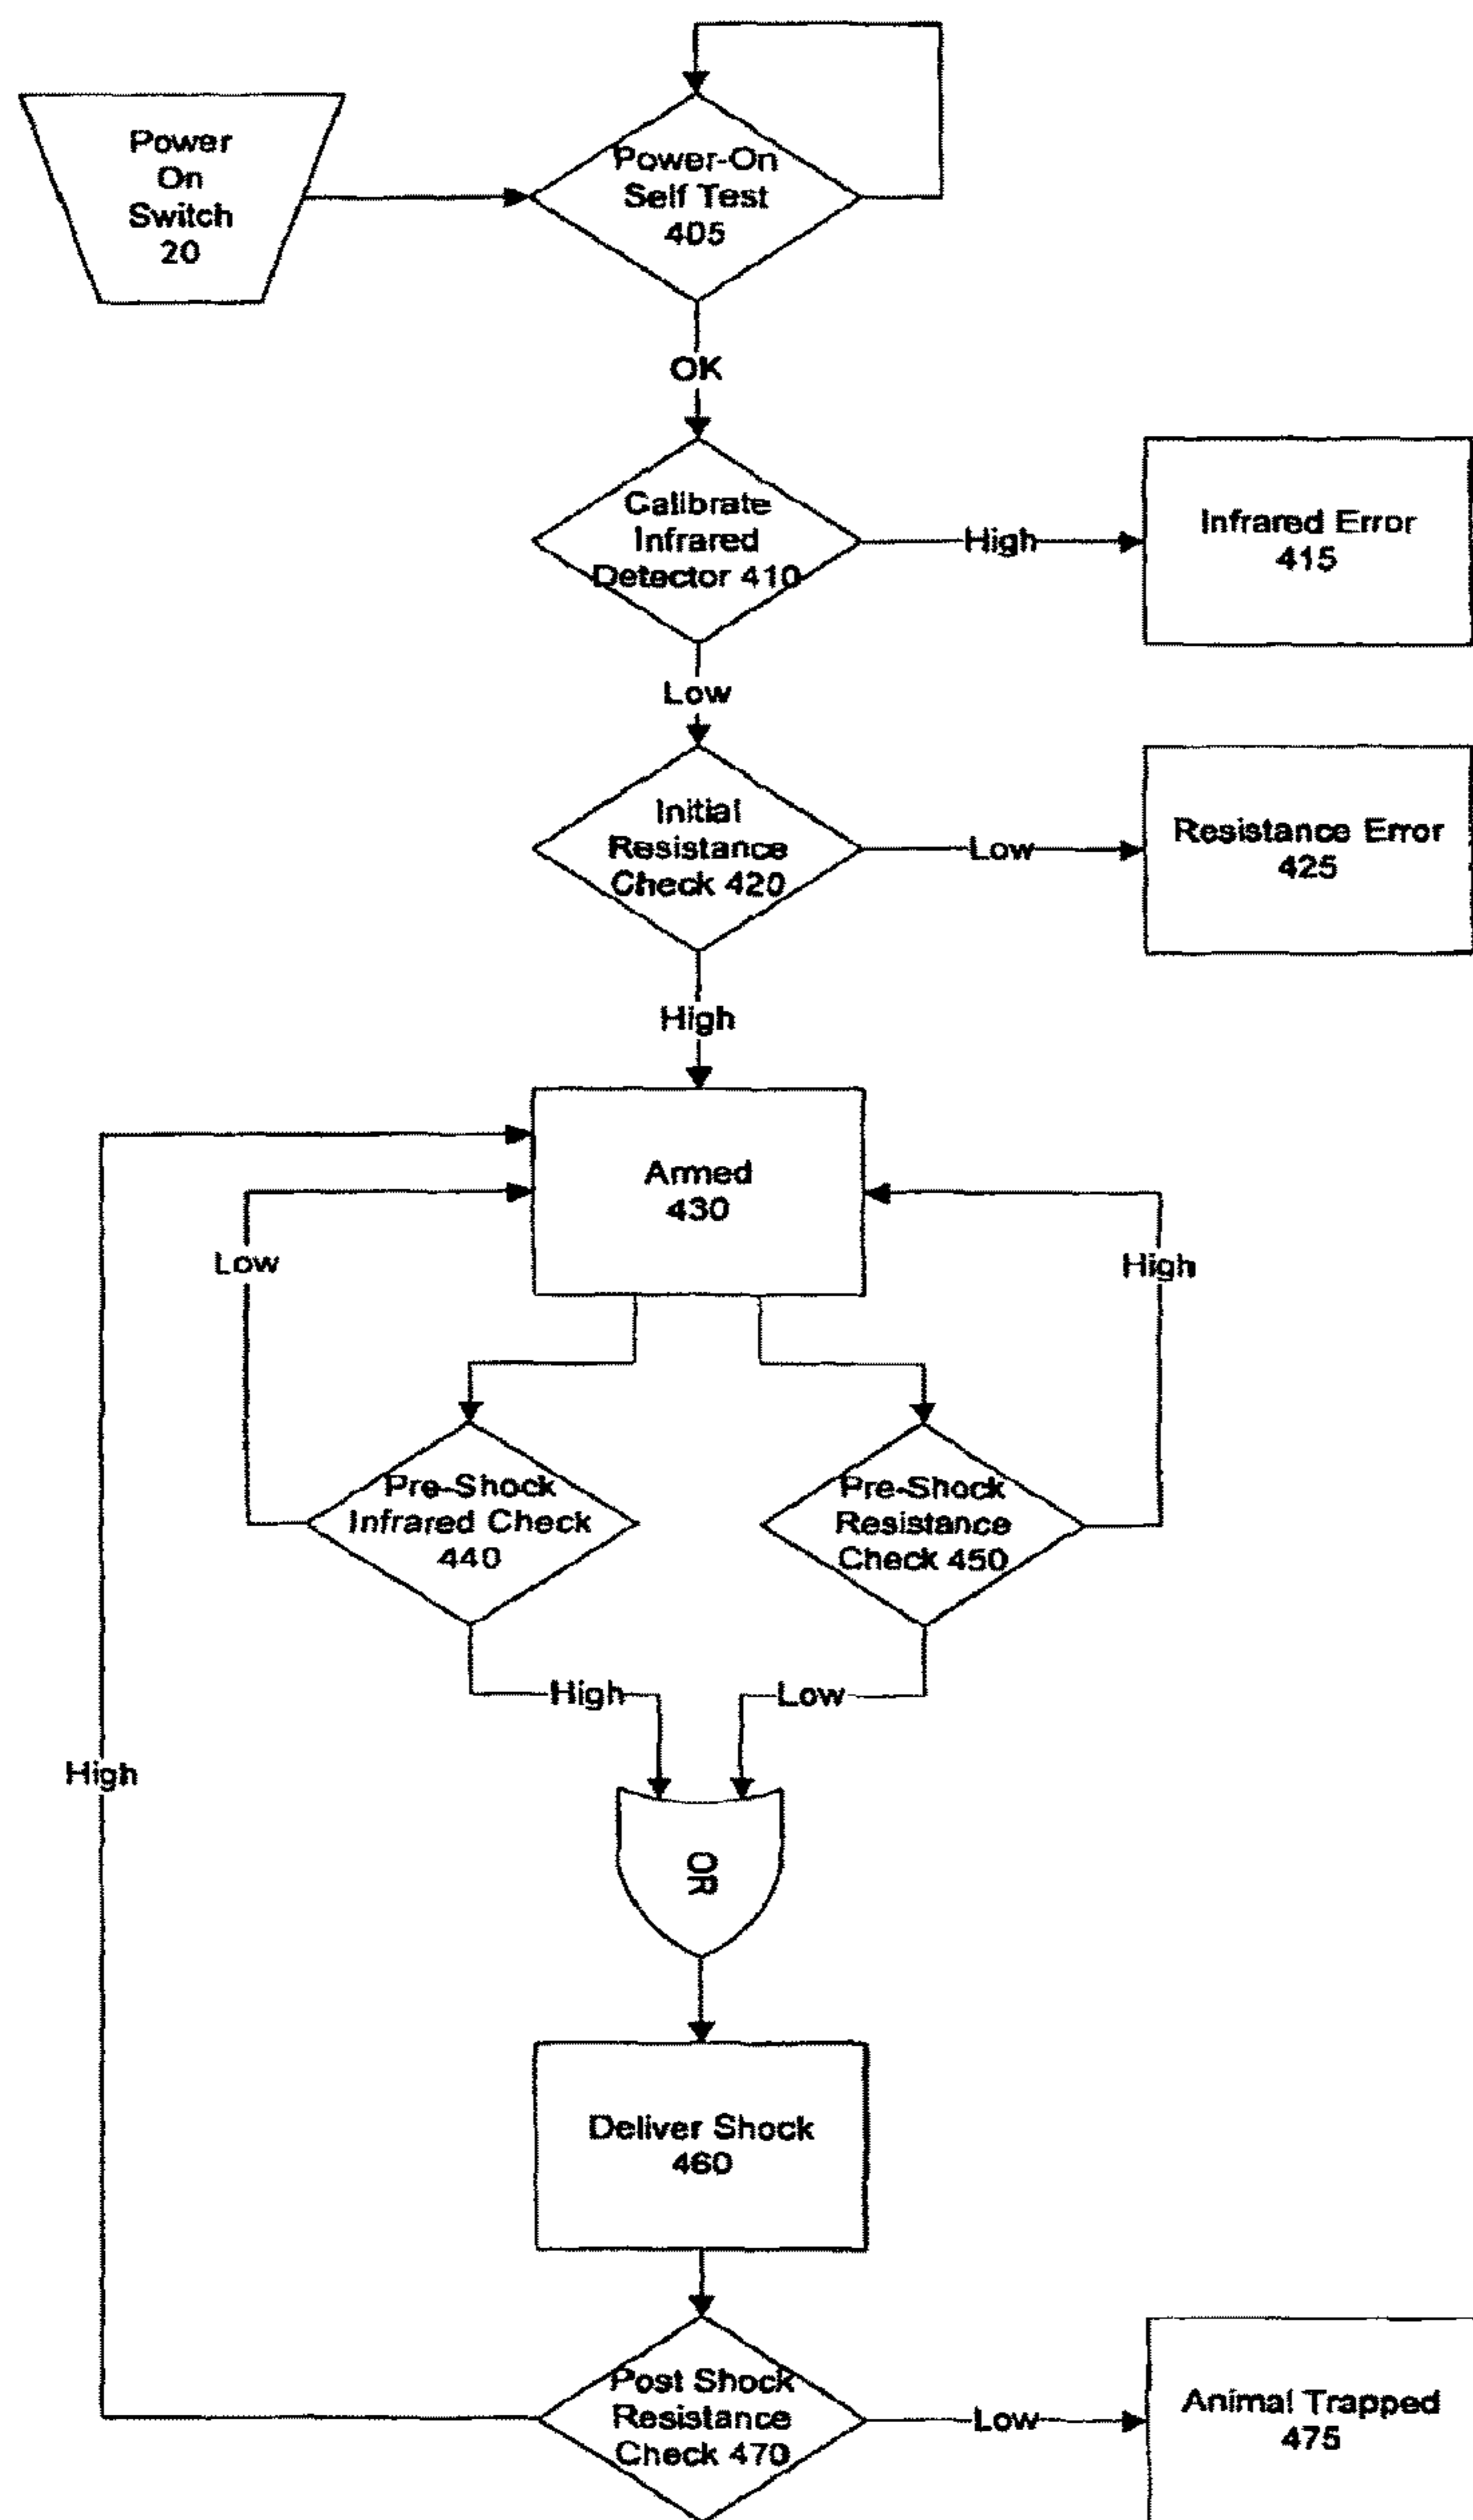 Power
On
Switch
20
Power-On
Self Test
405
OK
Calibrate
Infrared
Detector 410
High
Infrared Error
415
Low
Initial
Resistance
Check 420
Low
Resistance Error
425
High
Armed
430
Low
High
Pre-Shock
Infrared Check
440
Pre-Shock
Resistance
Check 450
High
Low
High
OR
Deliver Shock
460
Post Shock
Resistance
Check 470
Low
Animal Trapped
475